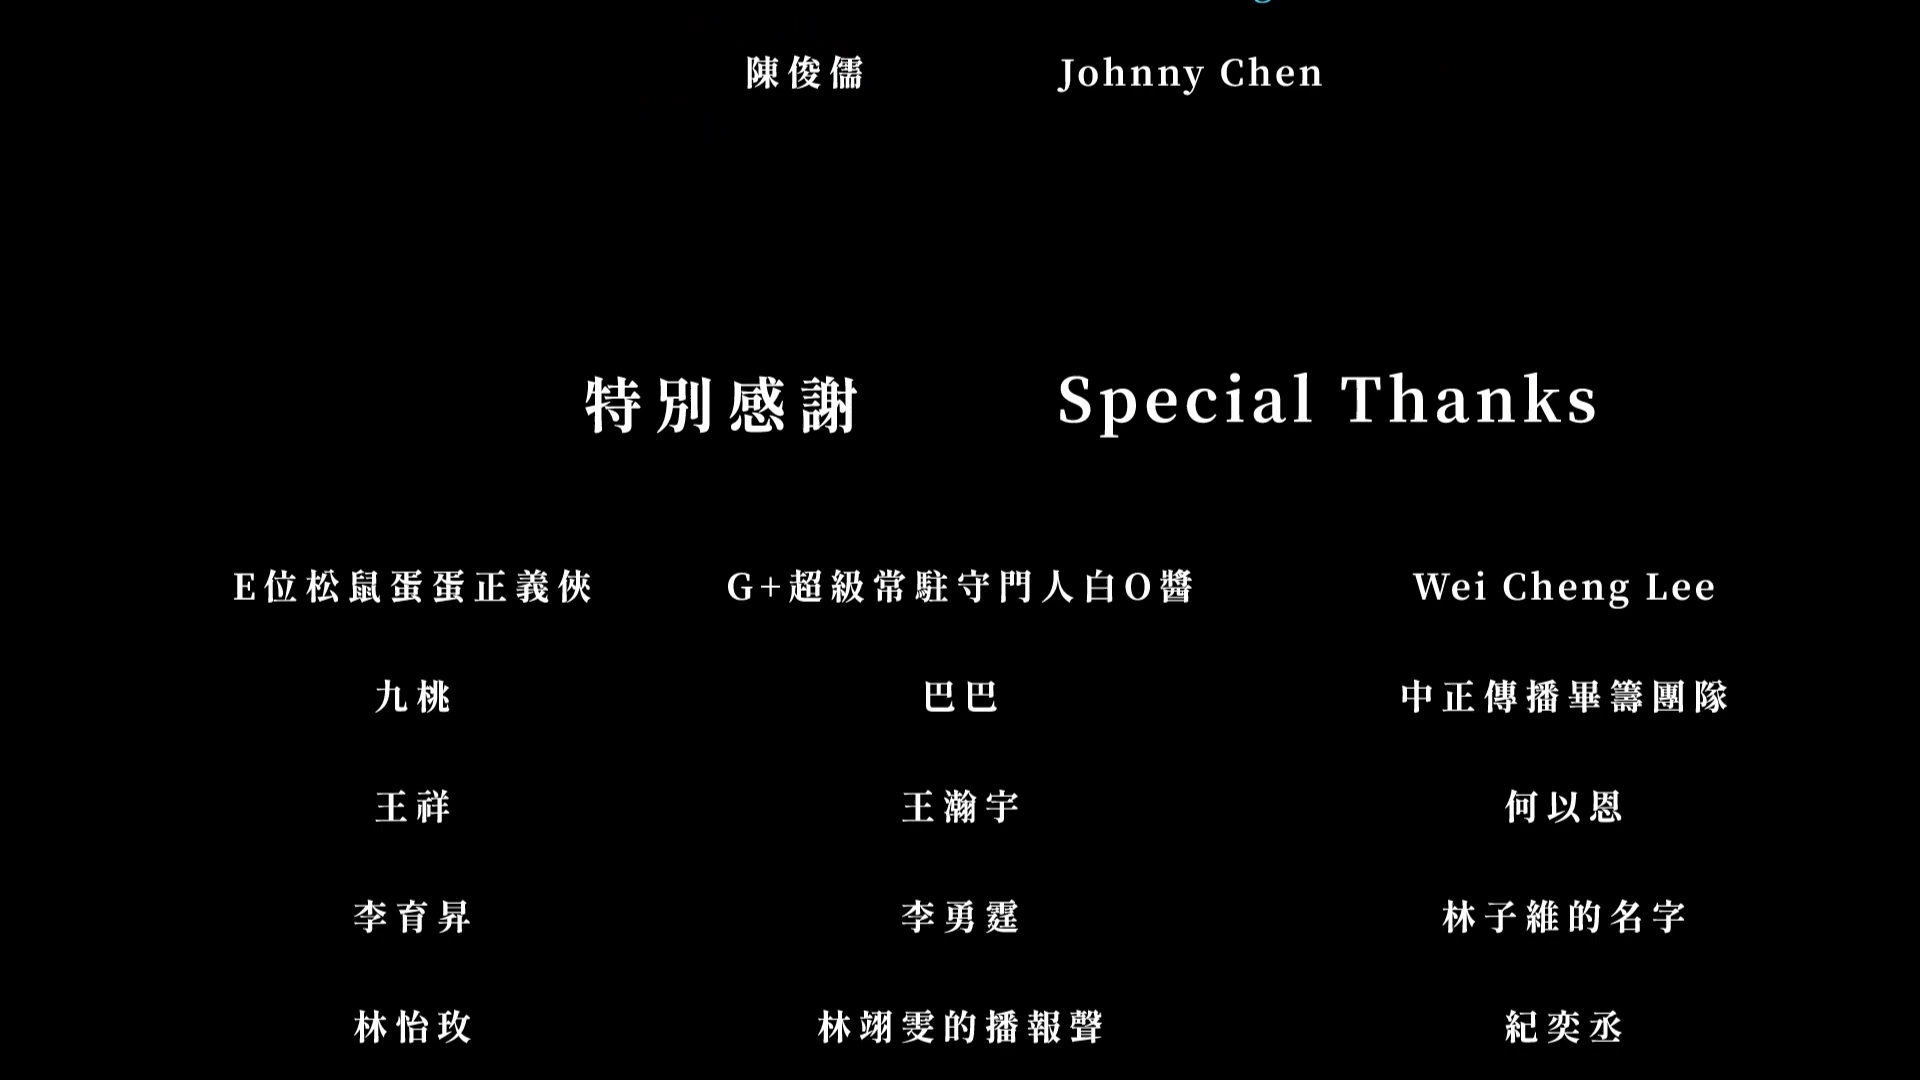 陳俊儒 Johnny Chen
特別感謝 Special Thanks
E位松鼠蛋蛋正義俠 G+超級常駐守門人白O醬 Wei Cheng Lee
九桃 巴巴 中正傳播畢籌團隊
王祥 王瀚宇 何以恩
李育昇 李勇霆 林子維的名字
林怡玫 林翊雯的播報聲 紀奕丞